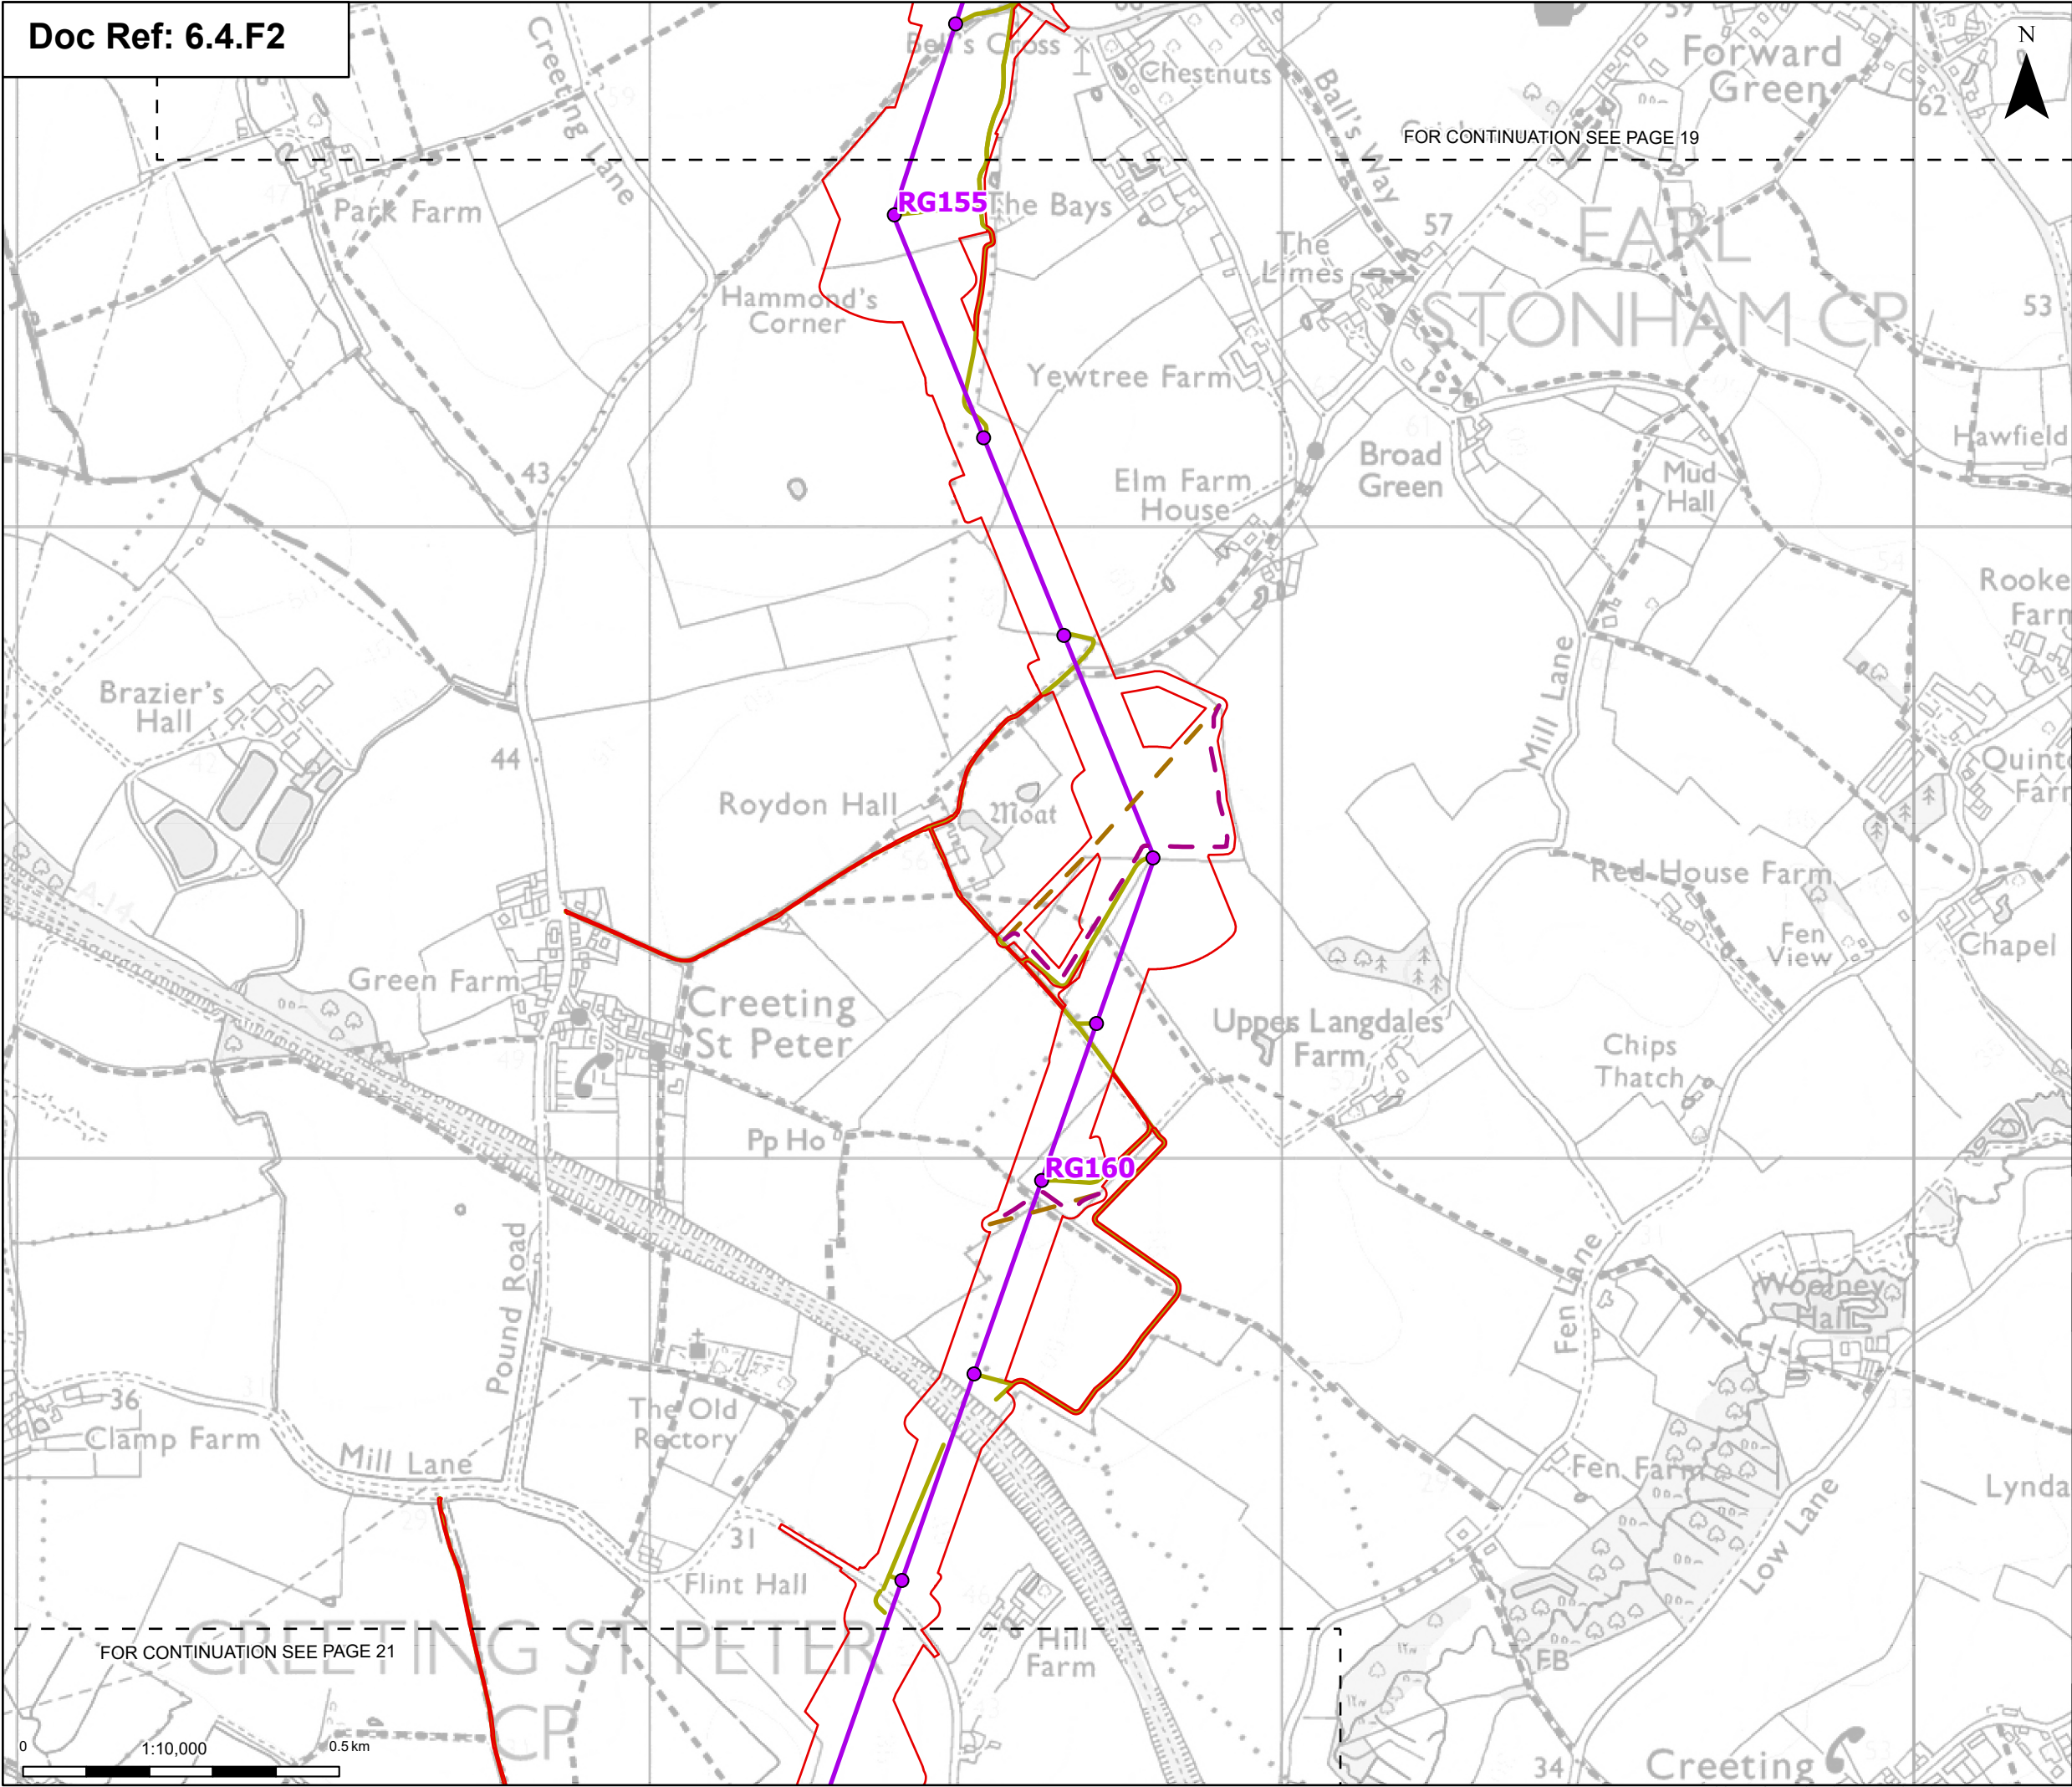 Doc Ref: 6.4.F2
N
Creeting Lane
59
Bell's Cross
Chestnuts
Ball's Way
Forward
Green
59
62
FOR CONTINUATION SEE PAGE 19
Park Farm
RG155
The Bays
57
The
Limes
EARL
STONHAM CP
53
Hammond's
Corner
Yewtree Farm
43
Elm Farm
House
Broad
Green
Mud
Hall
Hawfield
Brazier's
Hall
44
Mill Lane
Rooke
Farm
Quint
Far
Roydon Hall
Moat
A 14
Red House Farm
Fen
View
Chapel
Green Farm
Creeting
St Peter
Upper Langdales
Farm
Chips
Thatch
Pp Ho
RG160
Pound Road
Fen Lane
Woolney
Hall
36
Clamp Farm
The Old
Rectory
Mill Lane
Fen Farm
Lynda
Low Lane
31
Flint Hall
Hill
Farm
FB
CREETING ST PETER
CP
FOR CONTINUATION SEE PAGE 21
0
1:10,000
0.5 km
34
Creeting